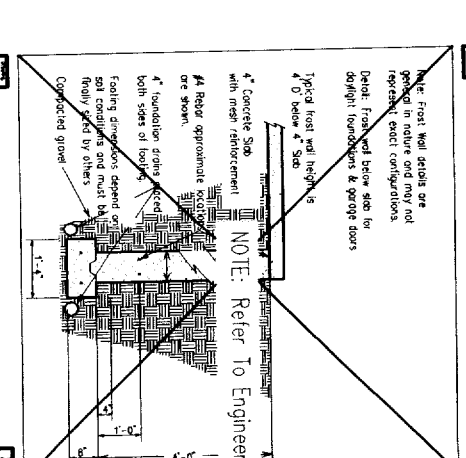 Note: Frost Wall details are
general in nature and may not
represent exact configurations.
Detail: Frost wall below slab for
daylight foundations & garage doors
Typical frost wall height is
4' 0" below 4" Slab
4" Concrete Slab
with mesh reinforcement
#4 Rebar approximate locations
are shown.
4" foundation drains placed
both sides of footing
Footing dimensions depend on
soil conditions and must be
finally sized by others
Compacted gravel
NOTE: Refer To Engineer
1'-4"
4"
1'-0"
8"
4'-0"